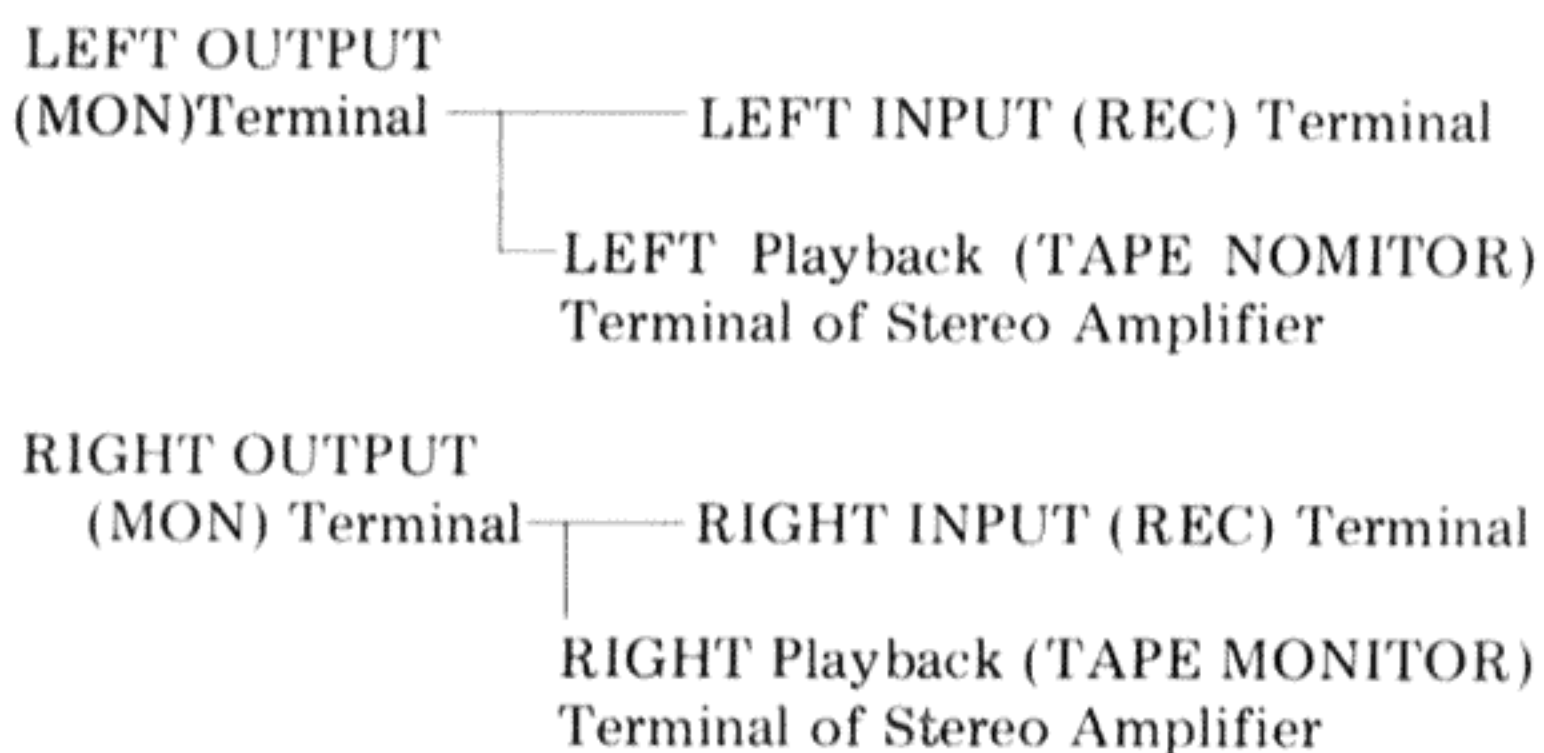 LEFT OUTPUT
(MON)Terminal LEFT INPUT (REC) Terminal
LEFT Playback (TAPE NOMITOR)
Terminal of Stereo Amplifier
RIGHT OUTPUT
(MON) Terminal RIGHT INPUT (REC) Terminal
RIGHT Playback (TAPE MONITOR)
Terminal of Stereo Amplifier